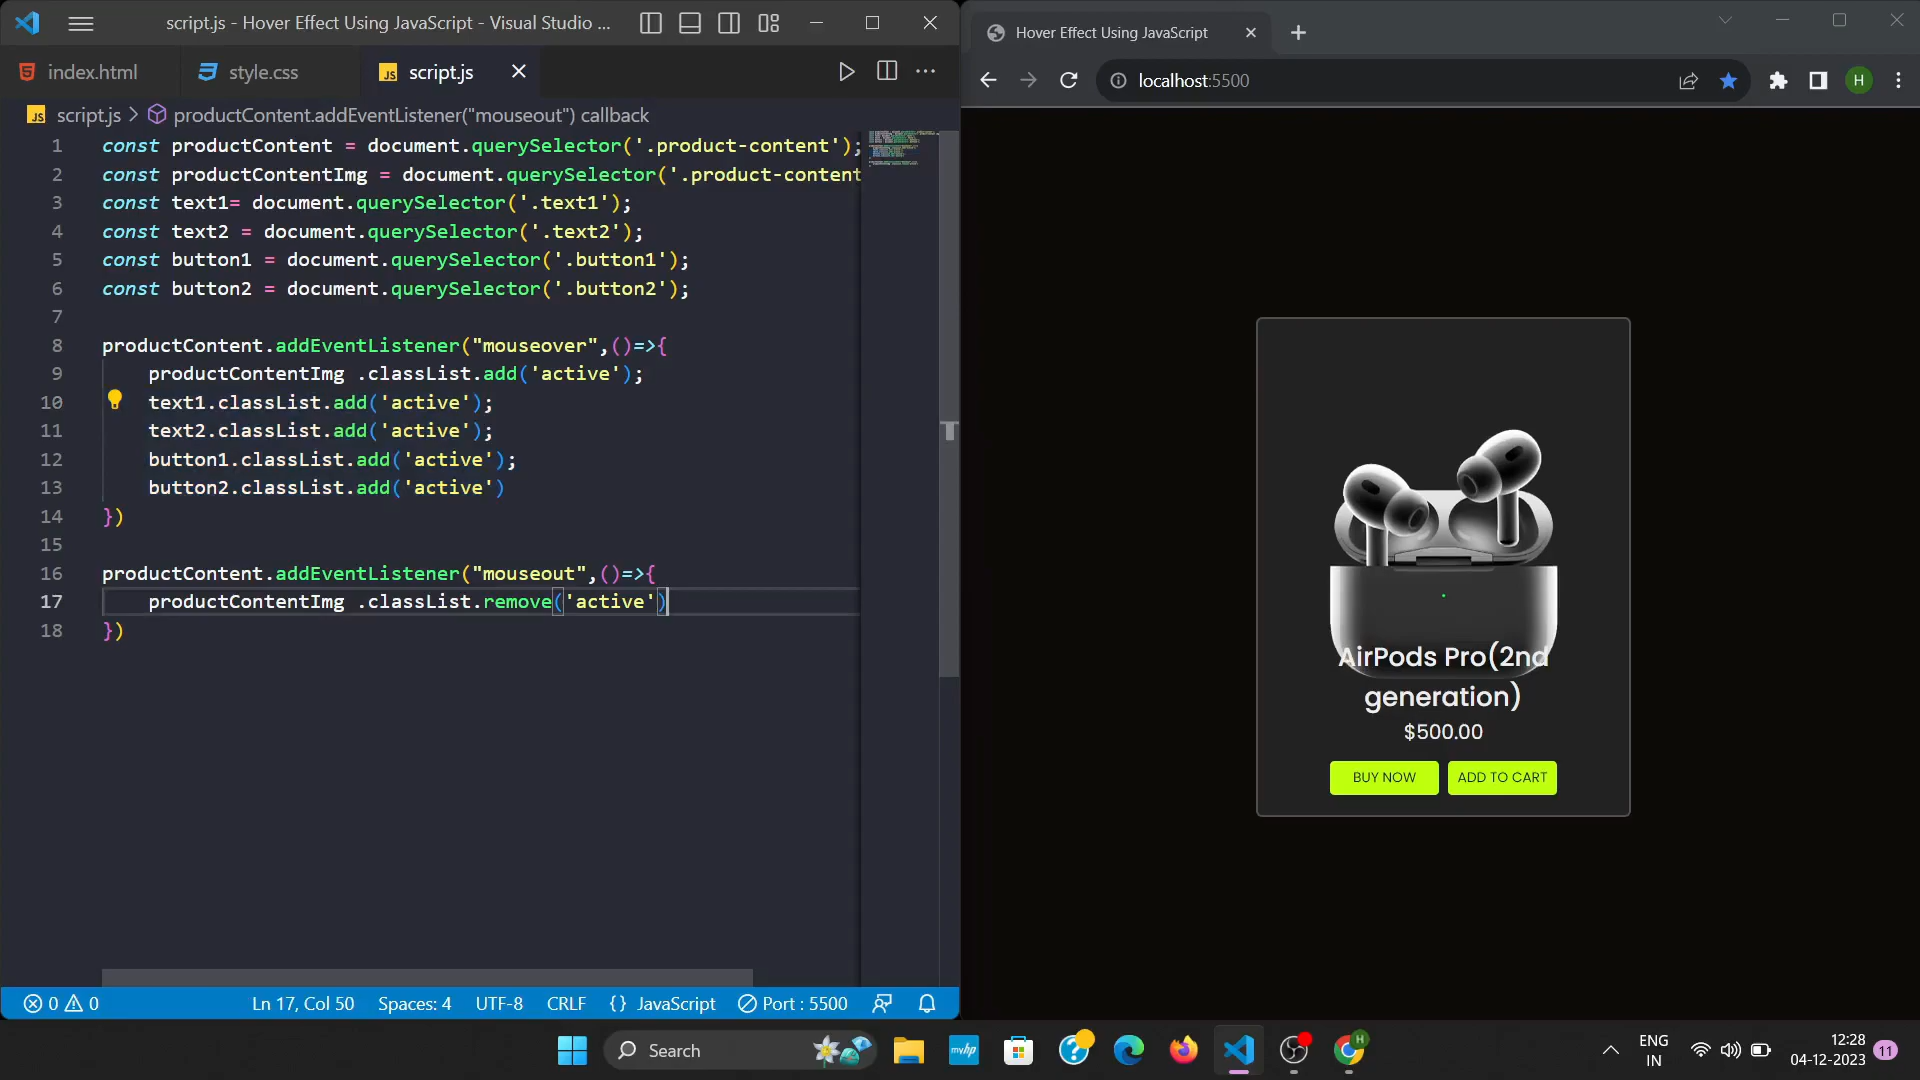 script.js - Hover Effect Using JavaScript - Visual Studio ...
index.html
style.css
JS script.js
JS script.js > productContent.addEventListener("mouseout") callback
1 const productContent = document.querySelector('.product-content');
2 const productContentImg = document.querySelector('.product-content
3 const text1= document.querySelector('.text1');
4 const text2 = document.querySelector('.text2');
5 const button1 = document.querySelector('.button1');
6 const button2 = document.querySelector('.button2');
7
8 productContent.addEventListener("mouseover",()=>{
9 productContentImg .classList.add('active');
10 text1.classList.add('active');
11 text2.classList.add('active');
12 button1.classList.add('active');
13 button2.classList.add('active')
14 })
15
16 productContent.addEventListener("mouseout",()=>{
17 productContentImg .classList.remove('active')
18 })
0 0
Ln 17, Col 50
Spaces: 4
UTF-8
CRLF
{} JavaScript
Port : 5500
Hover Effect Using JavaScript
localhost:5500
H
AirPods Pro(2nd
generation)
$500.00
BUY NOW
ADD TO CART
Search
myhp
H
ENG
IN
12:28
04-12-2023
11